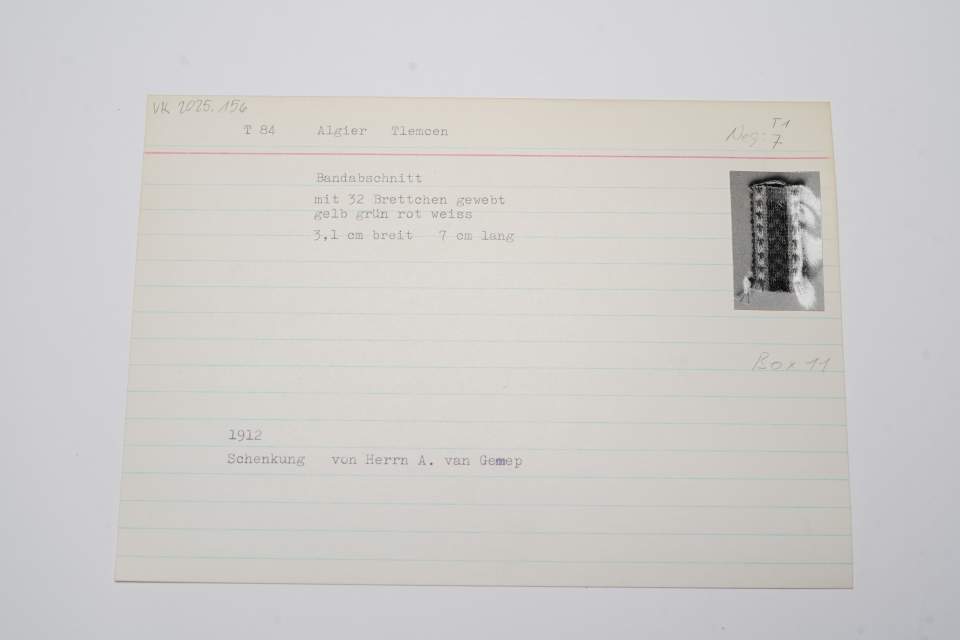 VK 2025.156
T 84 Algier Tlemcen
Neg: T1
7.
Bandabschnitt
mit 32 Brettchen gewebt
gelb grün rot weiss
3,1 cm breit 7 cm lang
Box 11
1912
Schenkung von Herrn A. van